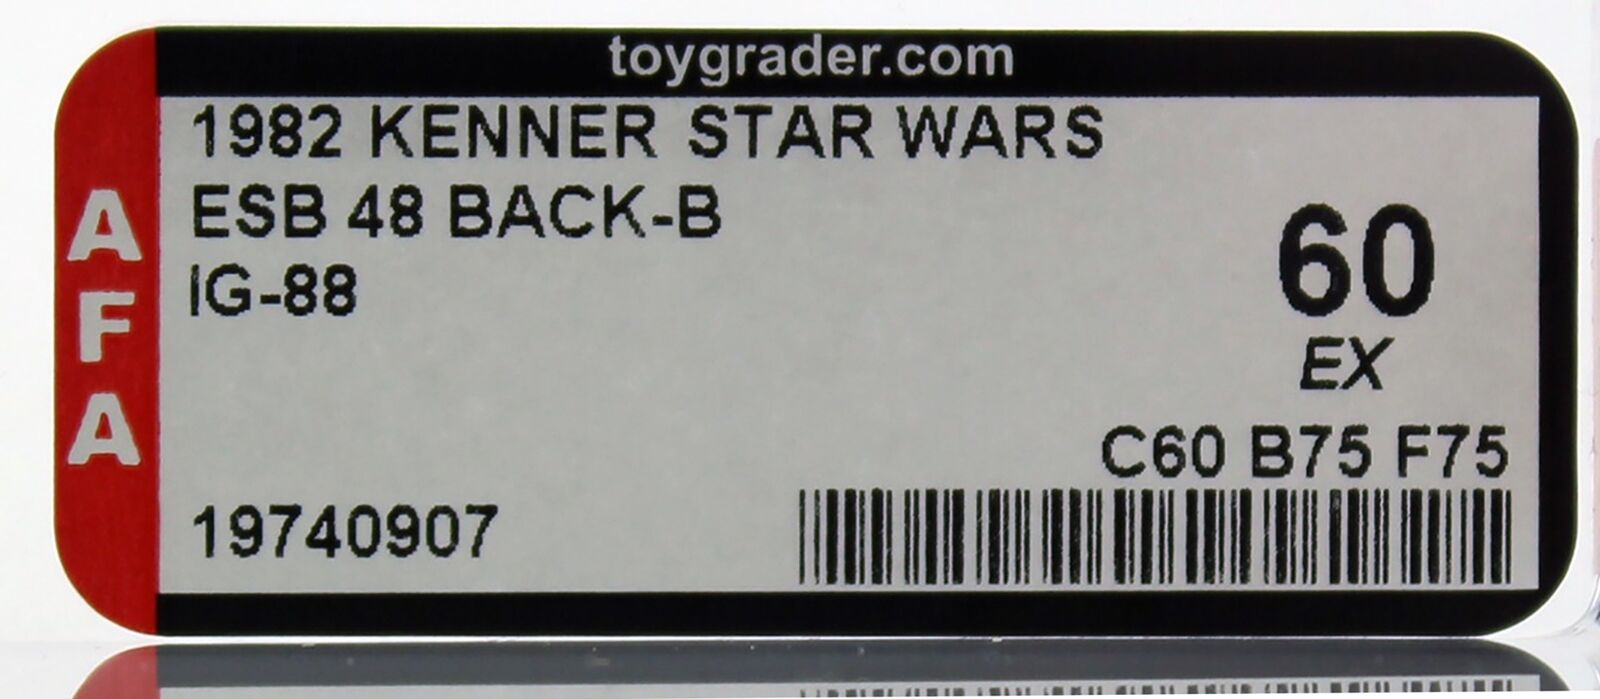 toygrader.com
AFA
1982 KENNER STAR WARS
ESB 48 BACK-B
IG-88
60
EX
C60 B75 F75
19740907